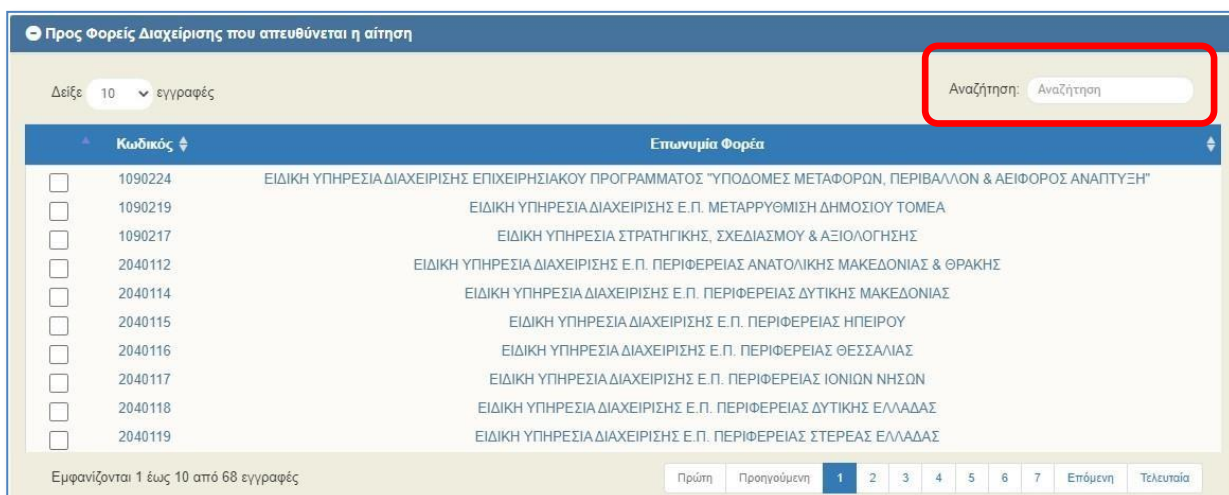 Προς Φορείς Διαχείρισης που απευθύνεται η αίτηση
Δείξε 10 εγγραφές Αναζήτηση: Αναζήτηση
Κωδικός Επωνυμία Φορέα
1090224 ΕΙΔΙΚΗ ΥΠΗΡΕΣΙΑ ΔΙΑΧΕΙΡΙΣΗΣ ΕΠΙΧΕΙΡΗΣΙΑΚΟΥ ΠΡΟΓΡΑΜΜΑΤΟΣ "ΥΠΟΔΟΜΕΣ ΜΕΤΑΦΟΡΩΝ, ΠΕΡΙΒΑΛΛΟΝ & ΑΕΙΦΟΡΟΣ ΑΝΑΠΤΥΞΗ"
1090219 ΕΙΔΙΚΗ ΥΠΗΡΕΣΙΑ ΔΙΑΧΕΙΡΙΣΗΣ Ε.Π. ΜΕΤΑΡΡΥΘΜΙΣΗ ΔΗΜΟΣΙΟΥ ΤΟΜΕΑ
1090217 ΕΙΔΙΚΗ ΥΠΗΡΕΣΙΑ ΣΤΡΑΤΗΓΙΚΗΣ, ΣΧΕΔΙΑΣΜΟΥ & ΑΞΙΟΛΟΓΗΣΗΣ
2040112 ΕΙΔΙΚΗ ΥΠΗΡΕΣΙΑ ΔΙΑΧΕΙΡΙΣΗΣ Ε.Π. ΠΕΡΙΦΕΡΕΙΑΣ ΑΝΑΤΟΛΙΚΗΣ ΜΑΚΕΔΟΝΙΑΣ & ΘΡΑΚΗΣ
2040114 ΕΙΔΙΚΗ ΥΠΗΡΕΣΙΑ ΔΙΑΧΕΙΡΙΣΗΣ Ε.Π. ΠΕΡΙΦΕΡΕΙΑΣ ΔΥΤΙΚΗΣ ΜΑΚΕΔΟΝΙΑΣ
2040115 ΕΙΔΙΚΗ ΥΠΗΡΕΣΙΑ ΔΙΑΧΕΙΡΙΣΗΣ Ε.Π. ΠΕΡΙΦΕΡΕΙΑΣ ΗΠΕΙΡΟΥ
2040116 ΕΙΔΙΚΗ ΥΠΗΡΕΣΙΑ ΔΙΑΧΕΙΡΙΣΗΣ Ε.Π. ΠΕΡΙΦΕΡΕΙΑΣ ΘΕΣΣΑΛΙΑΣ
2040117 ΕΙΔΙΚΗ ΥΠΗΡΕΣΙΑ ΔΙΑΧΕΙΡΙΣΗΣ Ε.Π. ΠΕΡΙΦΕΡΕΙΑΣ ΙΟΝΙΩΝ ΝΗΣΩΝ
2040118 ΕΙΔΙΚΗ ΥΠΗΡΕΣΙΑ ΔΙΑΧΕΙΡΙΣΗΣ Ε.Π. ΠΕΡΙΦΕΡΕΙΑΣ ΔΥΤΙΚΗΣ ΕΛΛΑΔΑΣ
2040119 ΕΙΔΙΚΗ ΥΠΗΡΕΣΙΑ ΔΙΑΧΕΙΡΙΣΗΣ Ε.Π. ΠΕΡΙΦΕΡΕΙΑΣ ΣΤΕΡΕΑΣ ΕΛΛΑΔΑΣ
Εμφανίζονται 1 έως 10 από 68 εγγραφές Πρώτη Προηγούμενη 1 2 3 4 5 6 7 Επόμενη Τελευταία